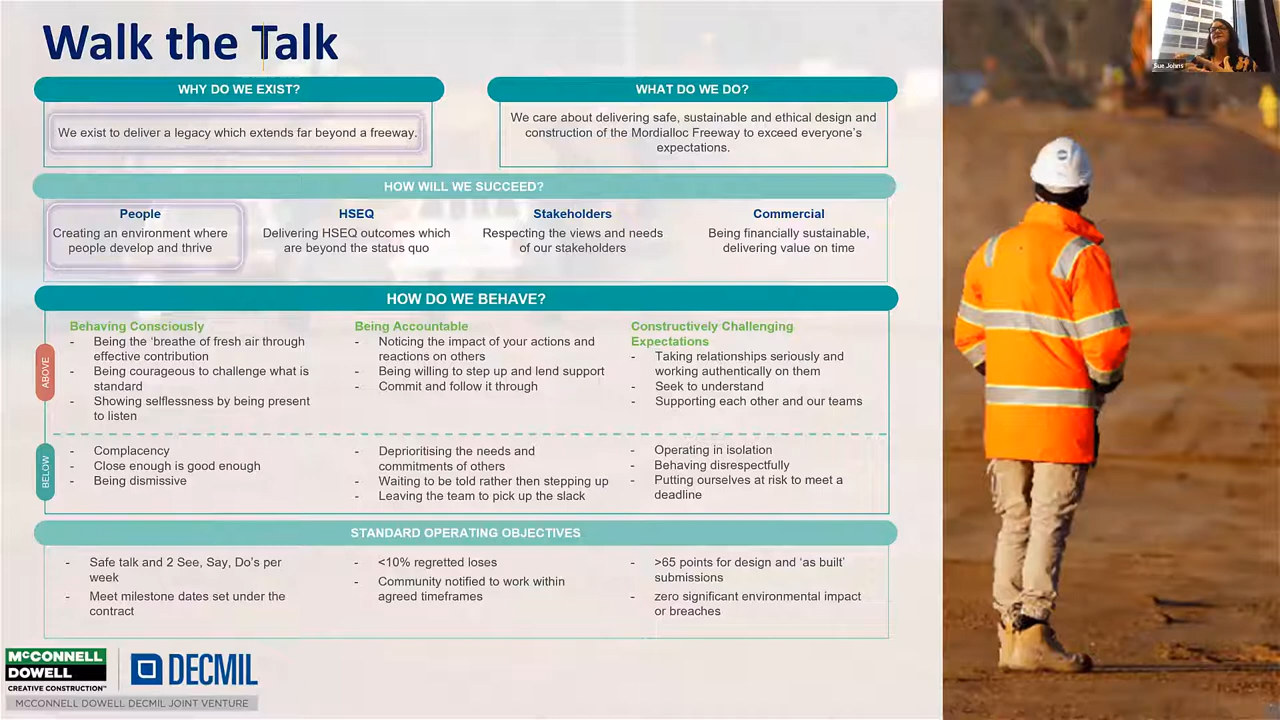 Walk the Talk
Sue Johns
WHY DO WE EXIST?
We exist to deliver a legacy which extends far beyond a freeway.
WHAT DO WE DO?
We care about delivering safe, sustainable and ethical design and
construction of the Mordialloc Freeway to exceed everyone's
expectations.
HOW WILL WE SUCCEED?
People
Creating an environment where
people develop and thrive
HSEQ
Delivering HSEQ outcomes which
are beyond the status quo
Stakeholders
Respecting the views and needs
of our stakeholders
Commercial
Being financially sustainable,
delivering value on time
HOW DO WE BEHAVE?
ABOVE
Behaving Consciously
- Being the 'breathe of fresh air through
effective contribution
- Being courageous to challenge what is
standard
- Showing selflessness by being present
to listen
Being Accountable
- Noticing the impact of your actions and
reactions on others
- Being willing to step up and lend support
- Commit and follow it through
Constructively Challenging
Expectations
- Taking relationships seriously and
working authentically on them
- Seek to understand
- Supporting each other and our teams
BELOW
- Complacency
- Close enough is good enough
- Being dismissive
- Deprioritising the needs and
commitments of others
- Waiting to be told rather then stepping up
- Leaving the team to pick up the slack
- Operating in isolation
- Behaving disrespectfully
- Putting ourselves at risk to meet a
deadline
STANDARD OPERATING OBJECTIVES
- Safe talk and 2 See, Say, Do's per
week
- Meet milestone dates set under the
contract
- <10% regretted loses
- Community notified to work within
agreed timeframes
- >65 points for design and 'as built'
submissions
- zero significant environmental impact
or breaches
McCONNELL
DOWELL
CREATIVE CONSTRUCTION™
DECMIL
MCCONNELL DOWELL DECMIL JOINT VENTURE